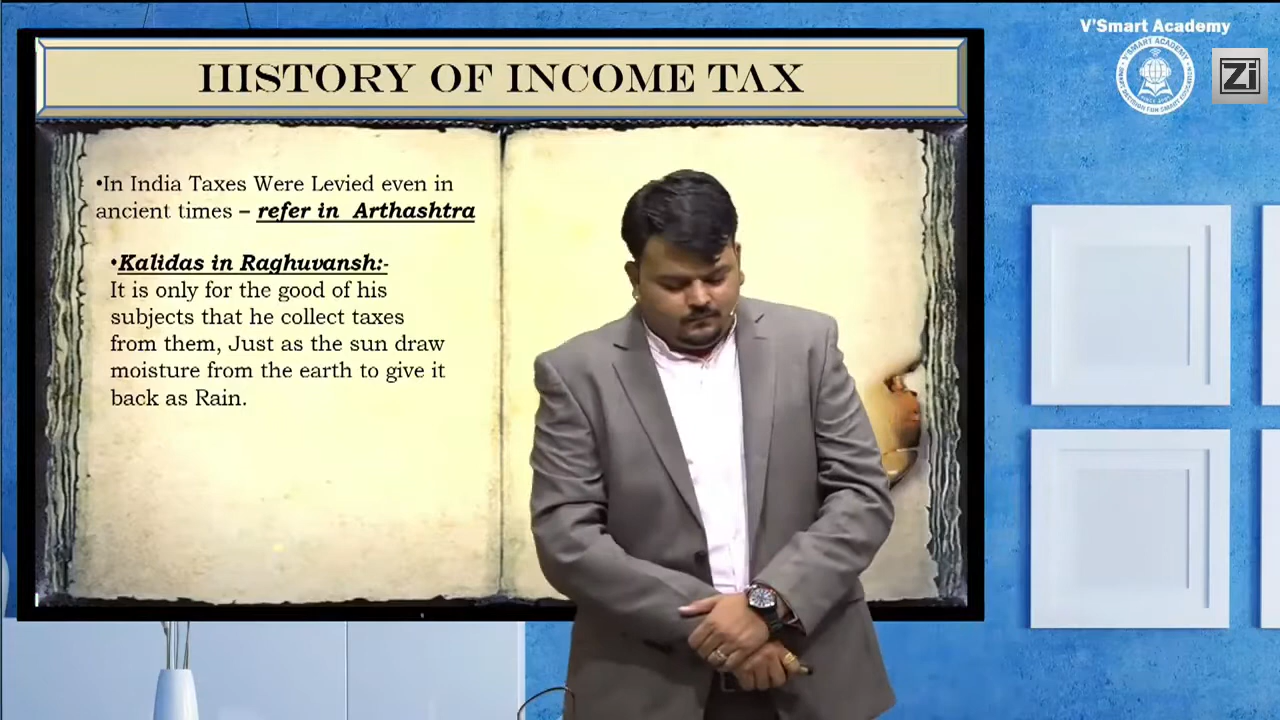 V'Smart Academy
HISTORY OF INCOME TAX
Zi
•In India Taxes Were Levied even in
ancient times – refer in Arthashtra
•Kalidas in Raghuvansh:-
It is only for the good of his
subjects that he collect taxes
from them, Just as the sun draw
moisture from the earth to give it
back as Rain.